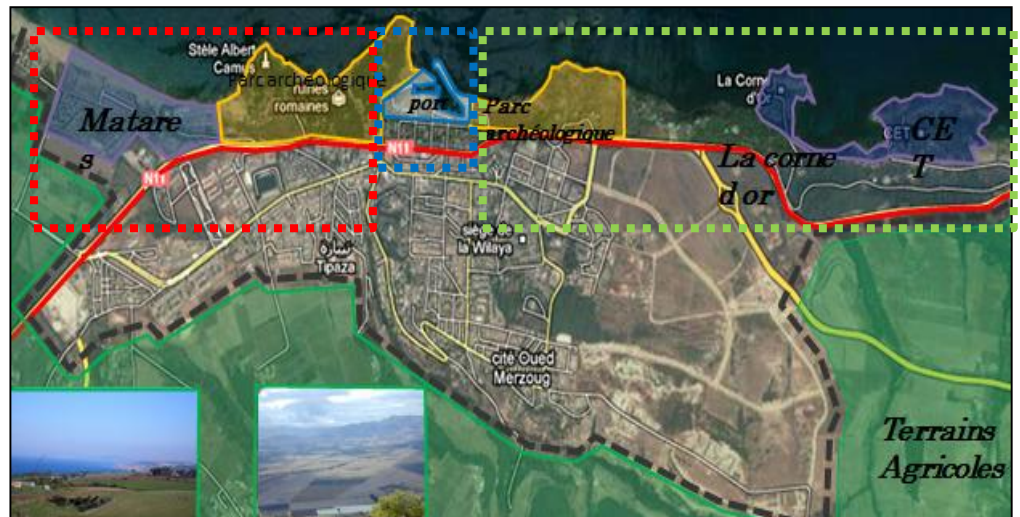 Stèle Albert
Camus
Parc archéologique
ruines
romaines
Matare
s
port
Parc
archéologique
N11
N11
La Corne
d'Or
CET
CE
T
La corne
d'or
siège de
la Wilaya
تيبازة
Tipaza
cité Oued
Merzoug
Terrains
Agricoles